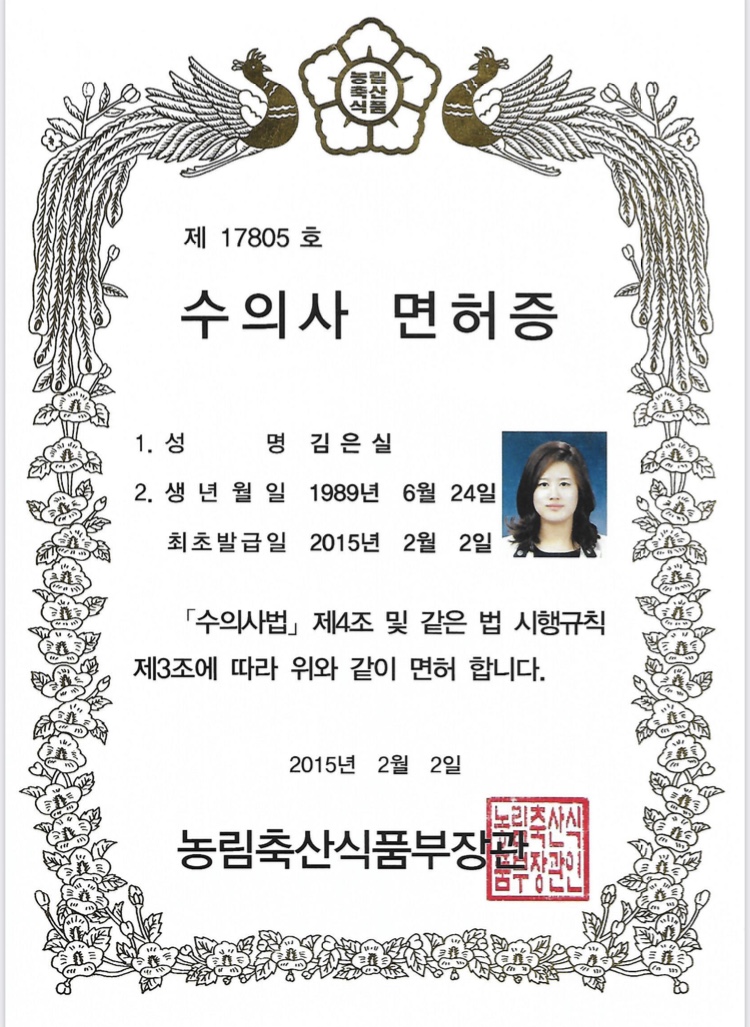 농림
축산
식품
제 17805 호
수의사 면허증
1. 성 명 김은실
2. 생년월일 1989년 6월 24일
최초발급일 2015년 2월 2일
「수의사법」 제4조 및 같은 법 시행규칙
제3조에 따라 위와 같이 면허 합니다.
2015년 2월 2일
농림축산식품부장관
농림축산식
품부장관인